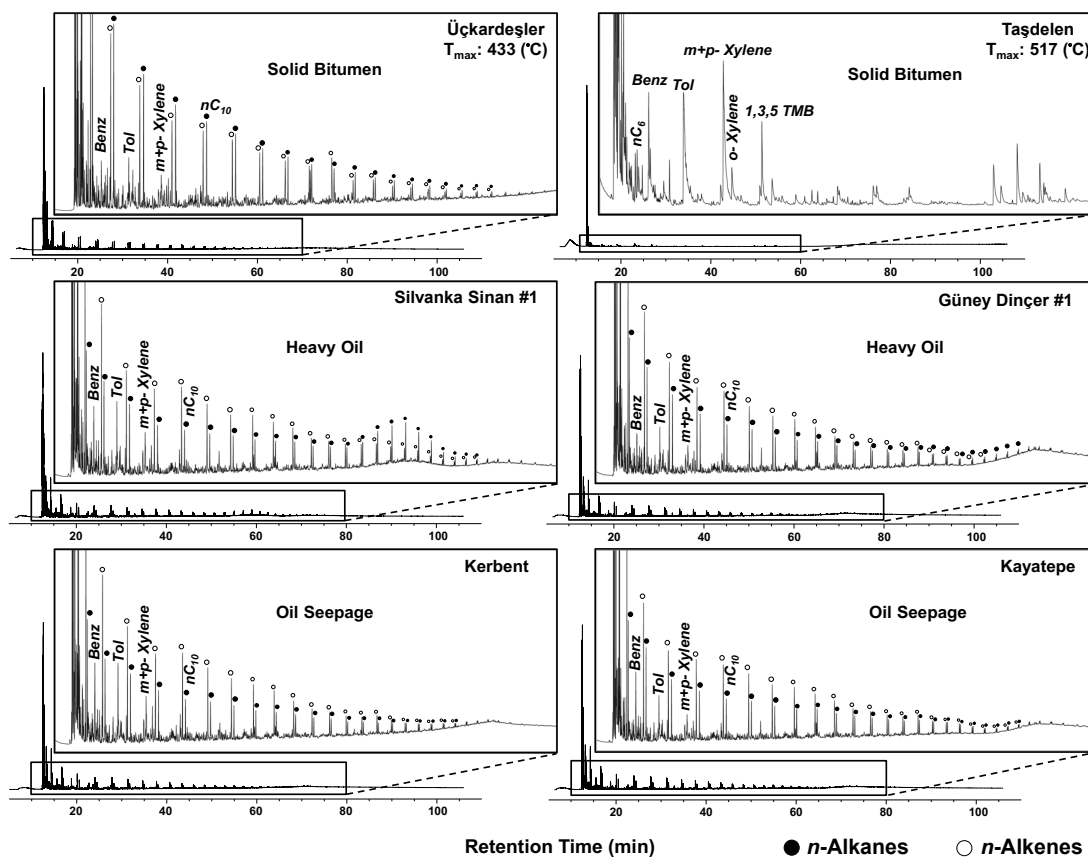 Üçkardeşler
Tmax: 433 (°C)
Solid Bitumen
Benz
Tol
m+p- Xylene
nC10
20 40 60 80 100
Taşdelen
Tmax: 517 (°C)
Solid Bitumen
nC6
Benz
Tol
m+p- Xylene
o- Xylene
1,3,5 TMB
20 40 60 80 100
Silvanka Sinan #1
Heavy Oil
Benz
Tol
m+p- Xylene
nC10
20 40 60 80 100
Güney Dinçer #1
Heavy Oil
Benz
Tol
m+p- Xylene
nC10
20 40 60 80 100
Kerbent
Oil Seepage
Benz
Tol
m+p- Xylene
nC10
20 40 60 80 100
Kayatepe
Oil Seepage
Benz
Tol
m+p- Xylene
nC10
20 40 60 80 100
Retention Time (min)
n-Alkanes
n-Alkenes